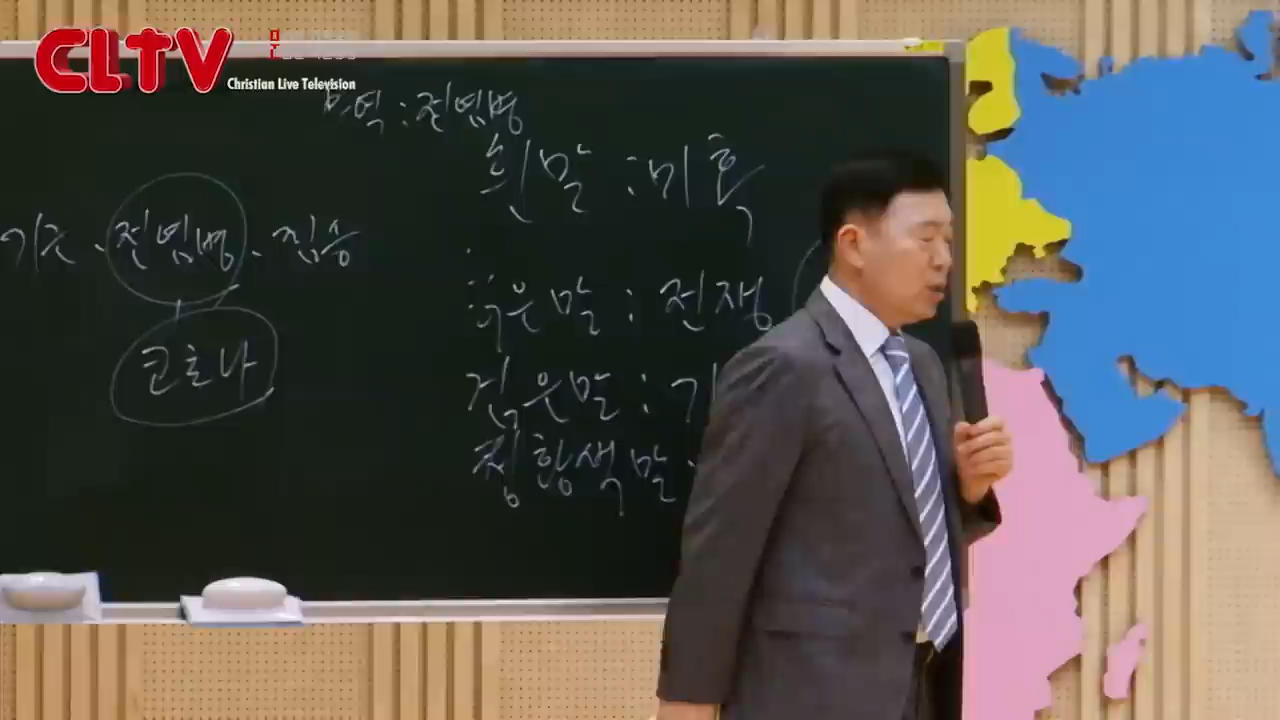 CLTV
Christian Live Television
역 : 전염병
흰말 : 미혹
기근 · 전염병 · 짐승
붉은말 : 전쟁
코로나
검은말 : 기
청황색말 :